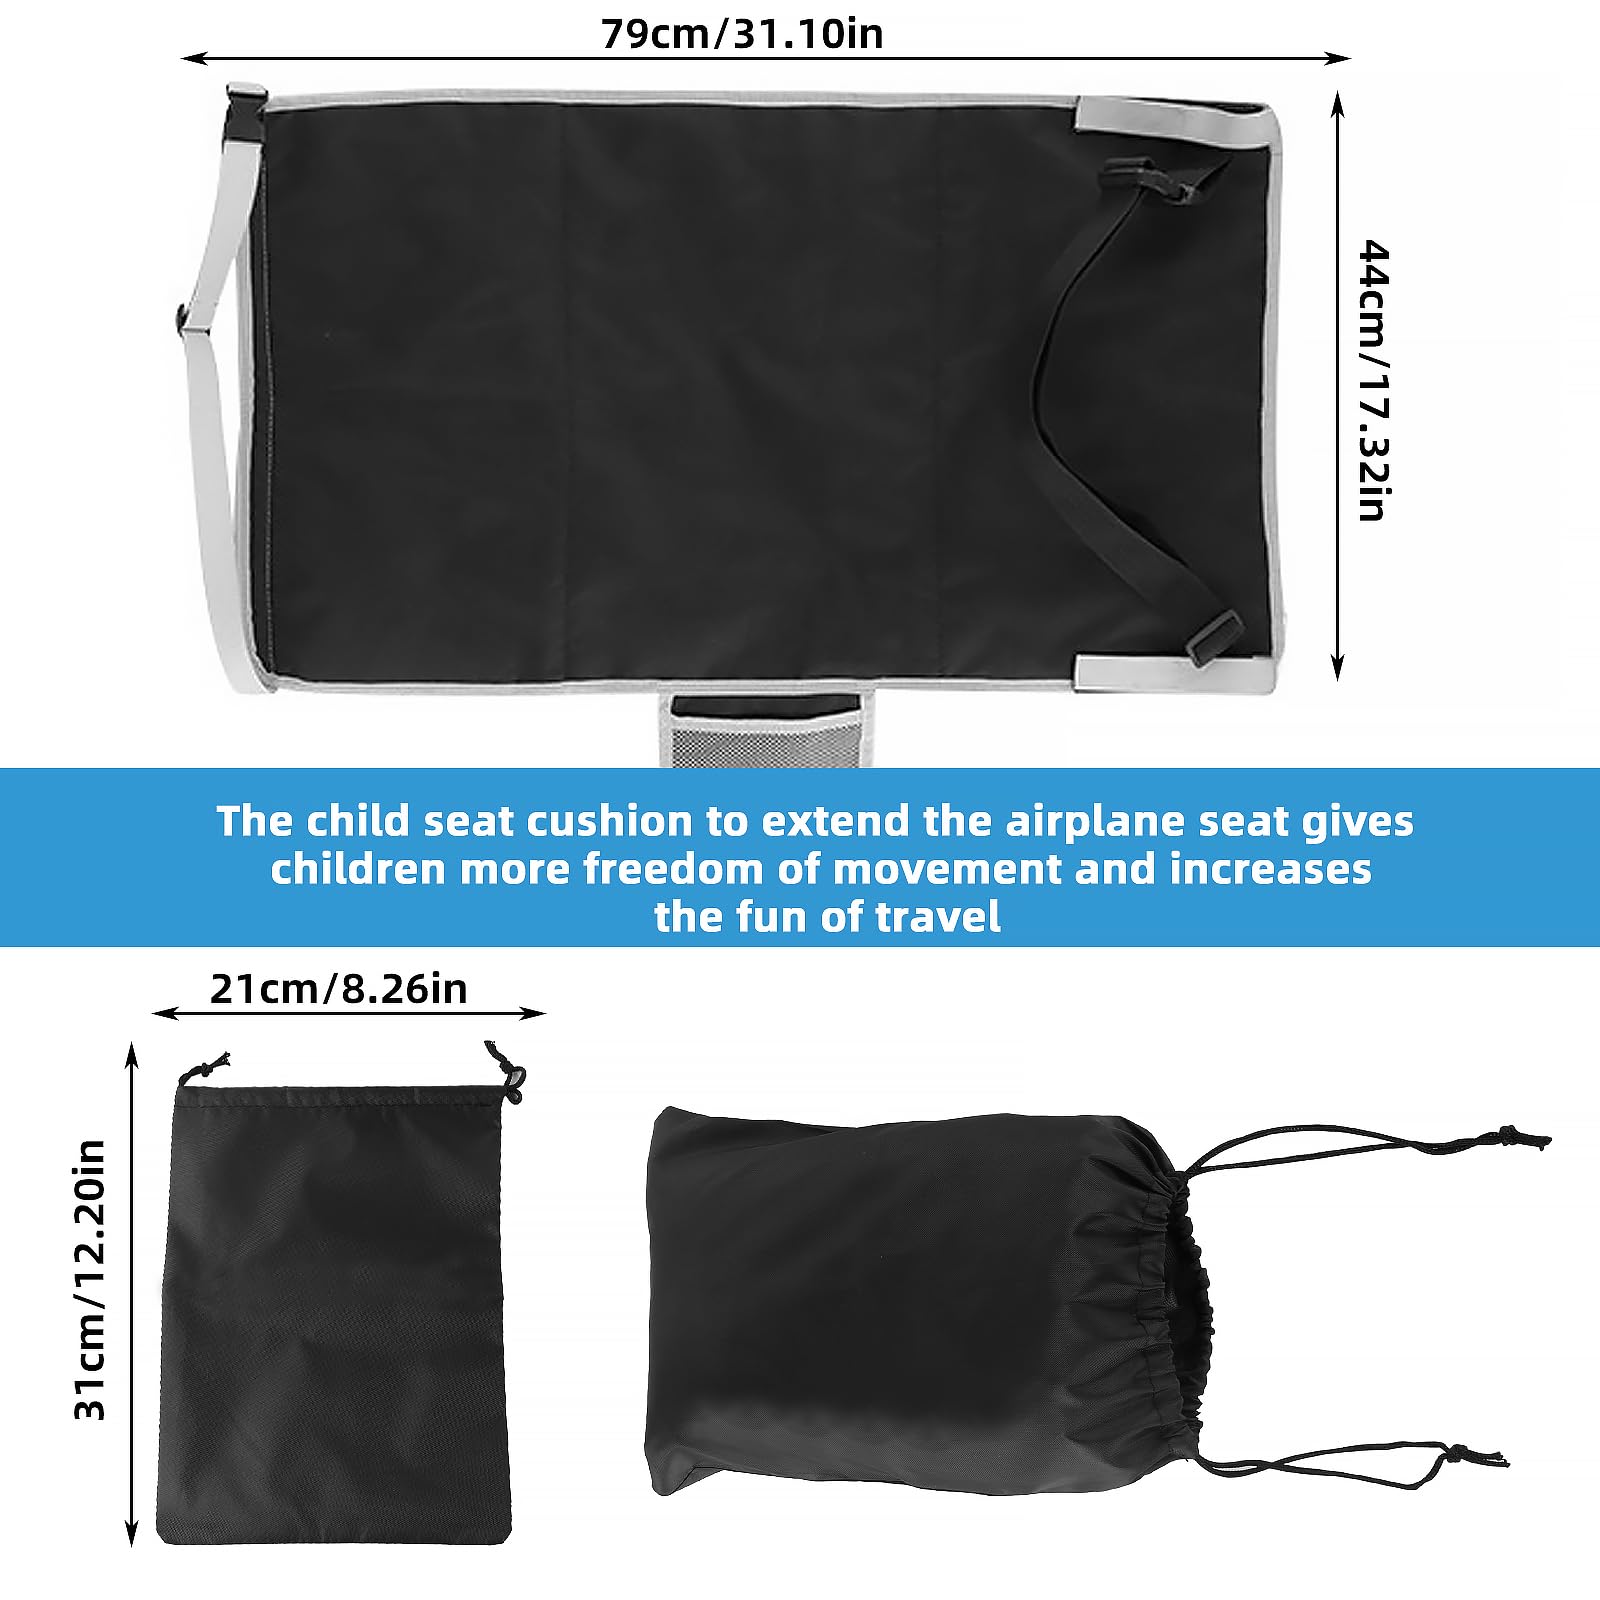 79cm/31.10in
44cm/17.32in
The child seat cushion to extend the airplane seat gives
children more freedom of movement and increases
the fun of travel
21cm/8.26in
31cm/12.20in